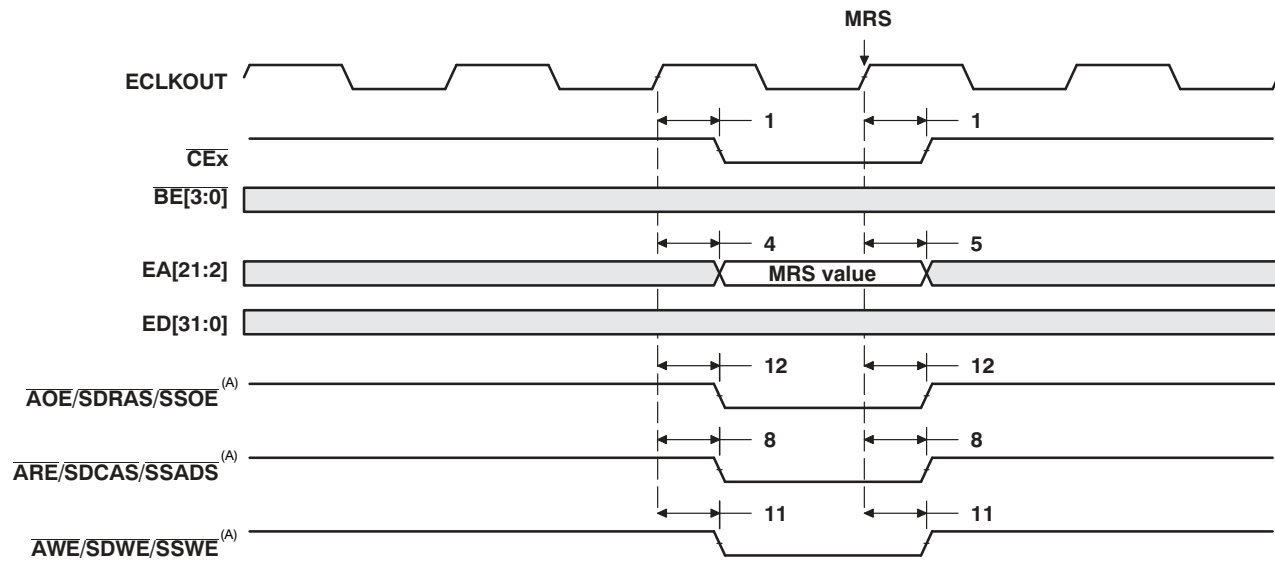 MRS
ECLKOUT
1 1
CEx
BE[3:0]
4 5
EA[21:2] MRS value
ED[31:0]
12 12
AOE/SDRAS/SSOE(A)
8 8
ARE/SDCAS/SSADS(A)
11 11
AWE/SDWE/SSWE(A)